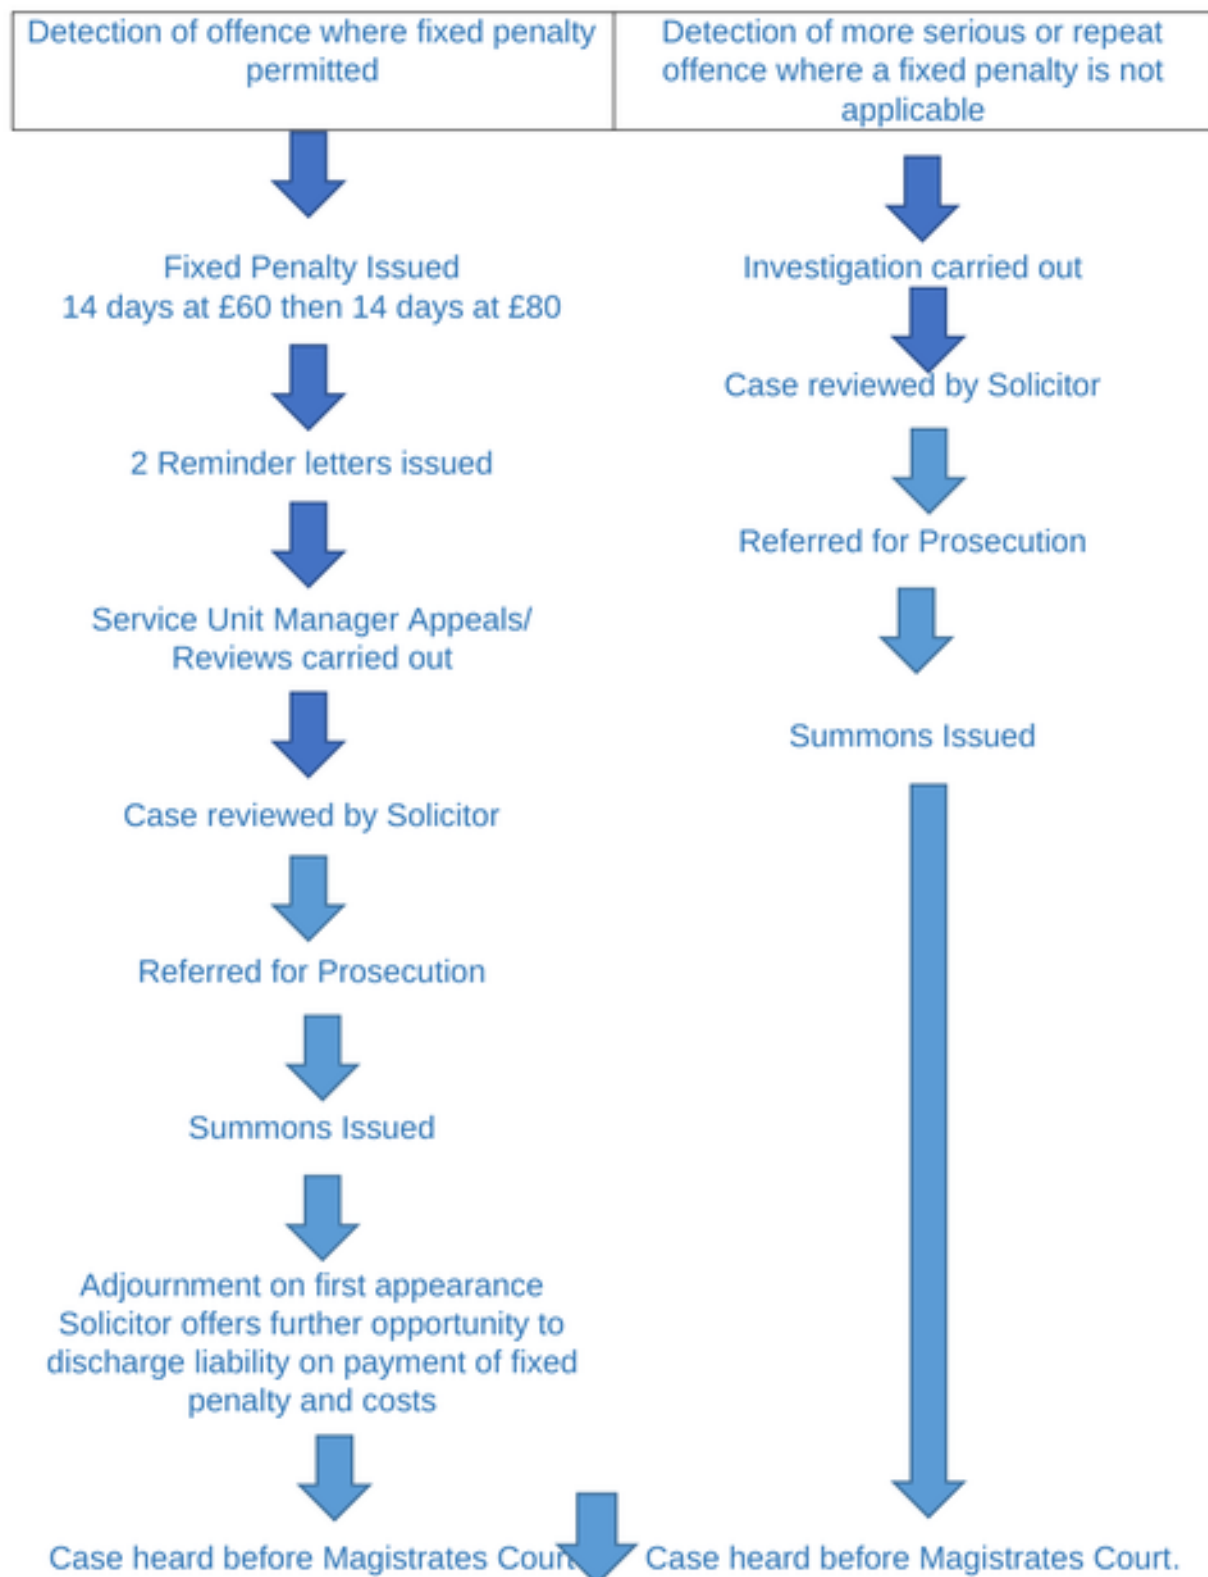 Detection of offence where fixed penalty
permitted
Detection of more serious or repeat
offence where a fixed penalty is not
applicable
Fixed Penalty Issued
14 days at £60 then 14 days at £80
2 Reminder letters issued
Service Unit Manager Appeals/
Reviews carried out
Case reviewed by Solicitor
Referred for Prosecution
Summons Issued
Adjournment on first appearance
Solicitor offers further opportunity to
discharge liability on payment of fixed
penalty and costs
Case heard before Magistrates Court
Investigation carried out
Case reviewed by Solicitor
Referred for Prosecution
Summons Issued
Case heard before Magistrates Court.